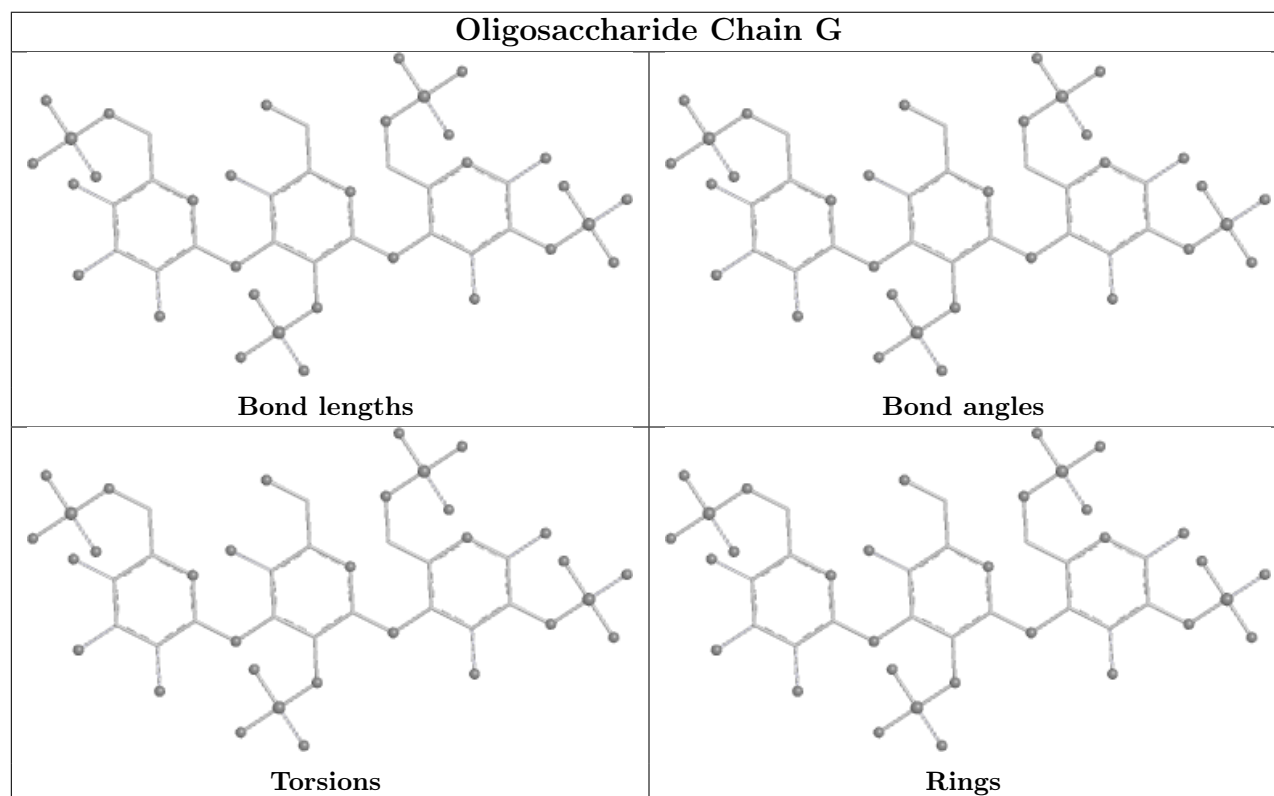 Oligosaccharide Chain G
Bond lengths
Bond angles
Torsions
Rings